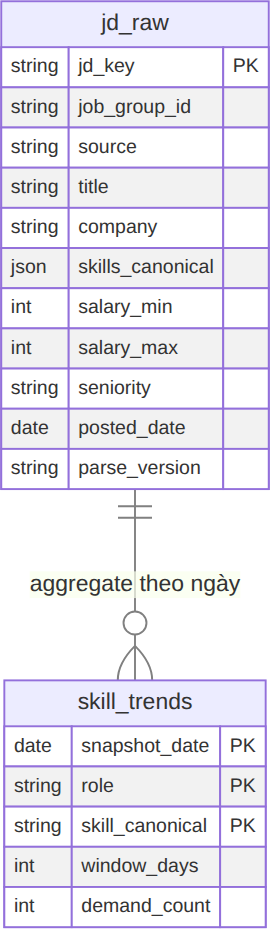 jd_raw
string jd_key PK
string job_group_id
string source
string title
string company
json skills_canonical
int salary_min
int salary_max
string seniority
date posted_date
string parse_version
aggregate theo ngày
skill_trends
date snapshot_date PK
string role PK
string skill_canonical PK
int window_days
int demand_count